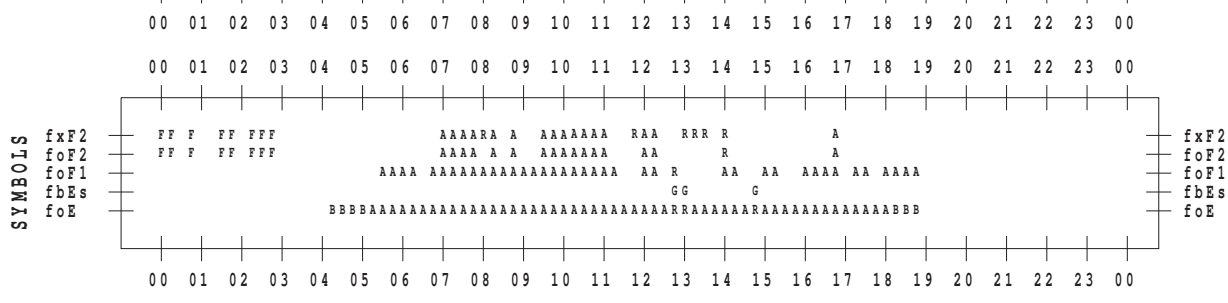 00 01 02 03 04 05 06 07 08 09 10 11 12 13 14 15 16 17 18 19 20 21 22 23 00
00 01 02 03 04 05 06 07 08 09 10 11 12 13 14 15 16 17 18 19 20 21 22 23 00
SYMBOLS
fxF2 FF F FF FFF AAAARA A AAAAAAA RAA RRR R A fxF2
foF2 FF F FF FFF AAAA A A AAAAAAA AA R A foF2
foF1 AAAA AAAAAAAAAAAAAAAAAAA AA R AA AA AAAA AA AAAA foF1
fbEs GG G fbEs
foE BBBBAAAAAAAAAAAAAAAAAAAAAAAAAAAAAARRAAAAAARAAAAAAAAAAAAABBB foE
00 01 02 03 04 05 06 07 08 09 10 11 12 13 14 15 16 17 18 19 20 21 22 23 00